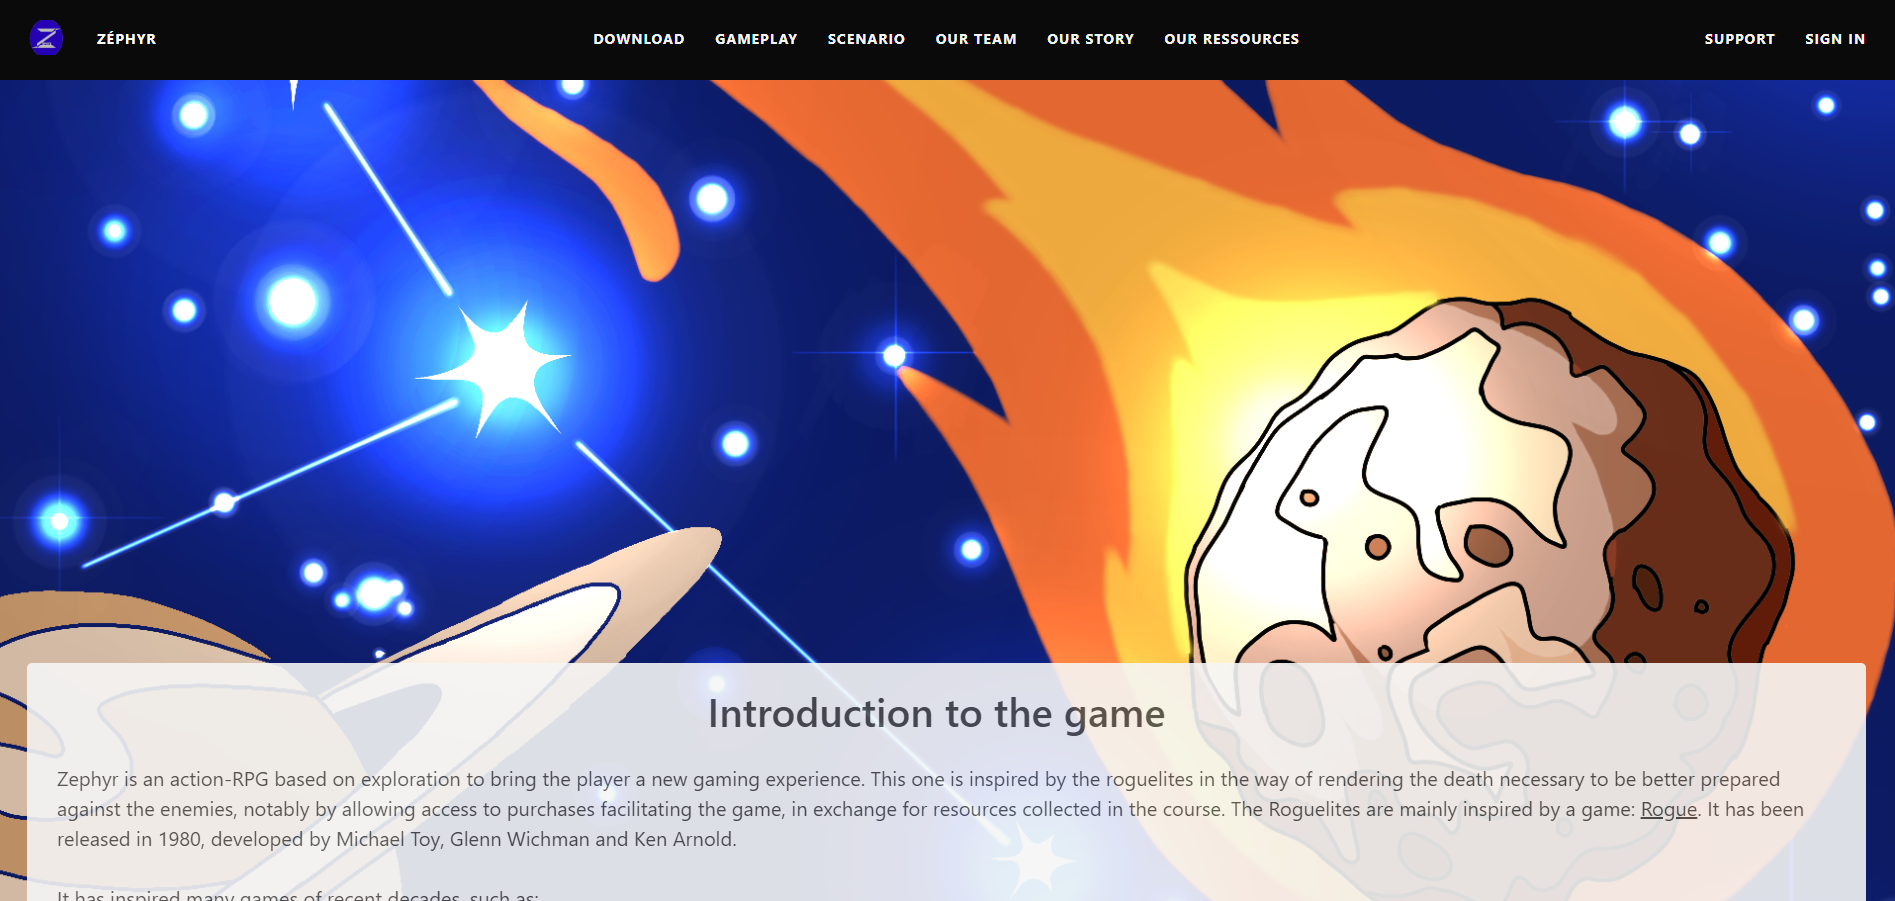 ZÉPHYR
DOWNLOAD GAMEPLAY SCENARIO OUR TEAM OUR STORY OUR RESSOURCES
SUPPORT SIGN IN
Introduction to the game
Zephyr is an action-RPG based on exploration to bring the player a new gaming experience. This one is inspired by the roguelites in the way of rendering the death necessary to be better prepared
against the enemies, notably by allowing access to purchases facilitating the game, in exchange for resources collected in the course. The Roguelites are mainly inspired by a game: Rogue. It has been
released in 1980, developed by Michael Toy, Glenn Wichman and Ken Arnold.
It has inspired many games of recent decades, such as: